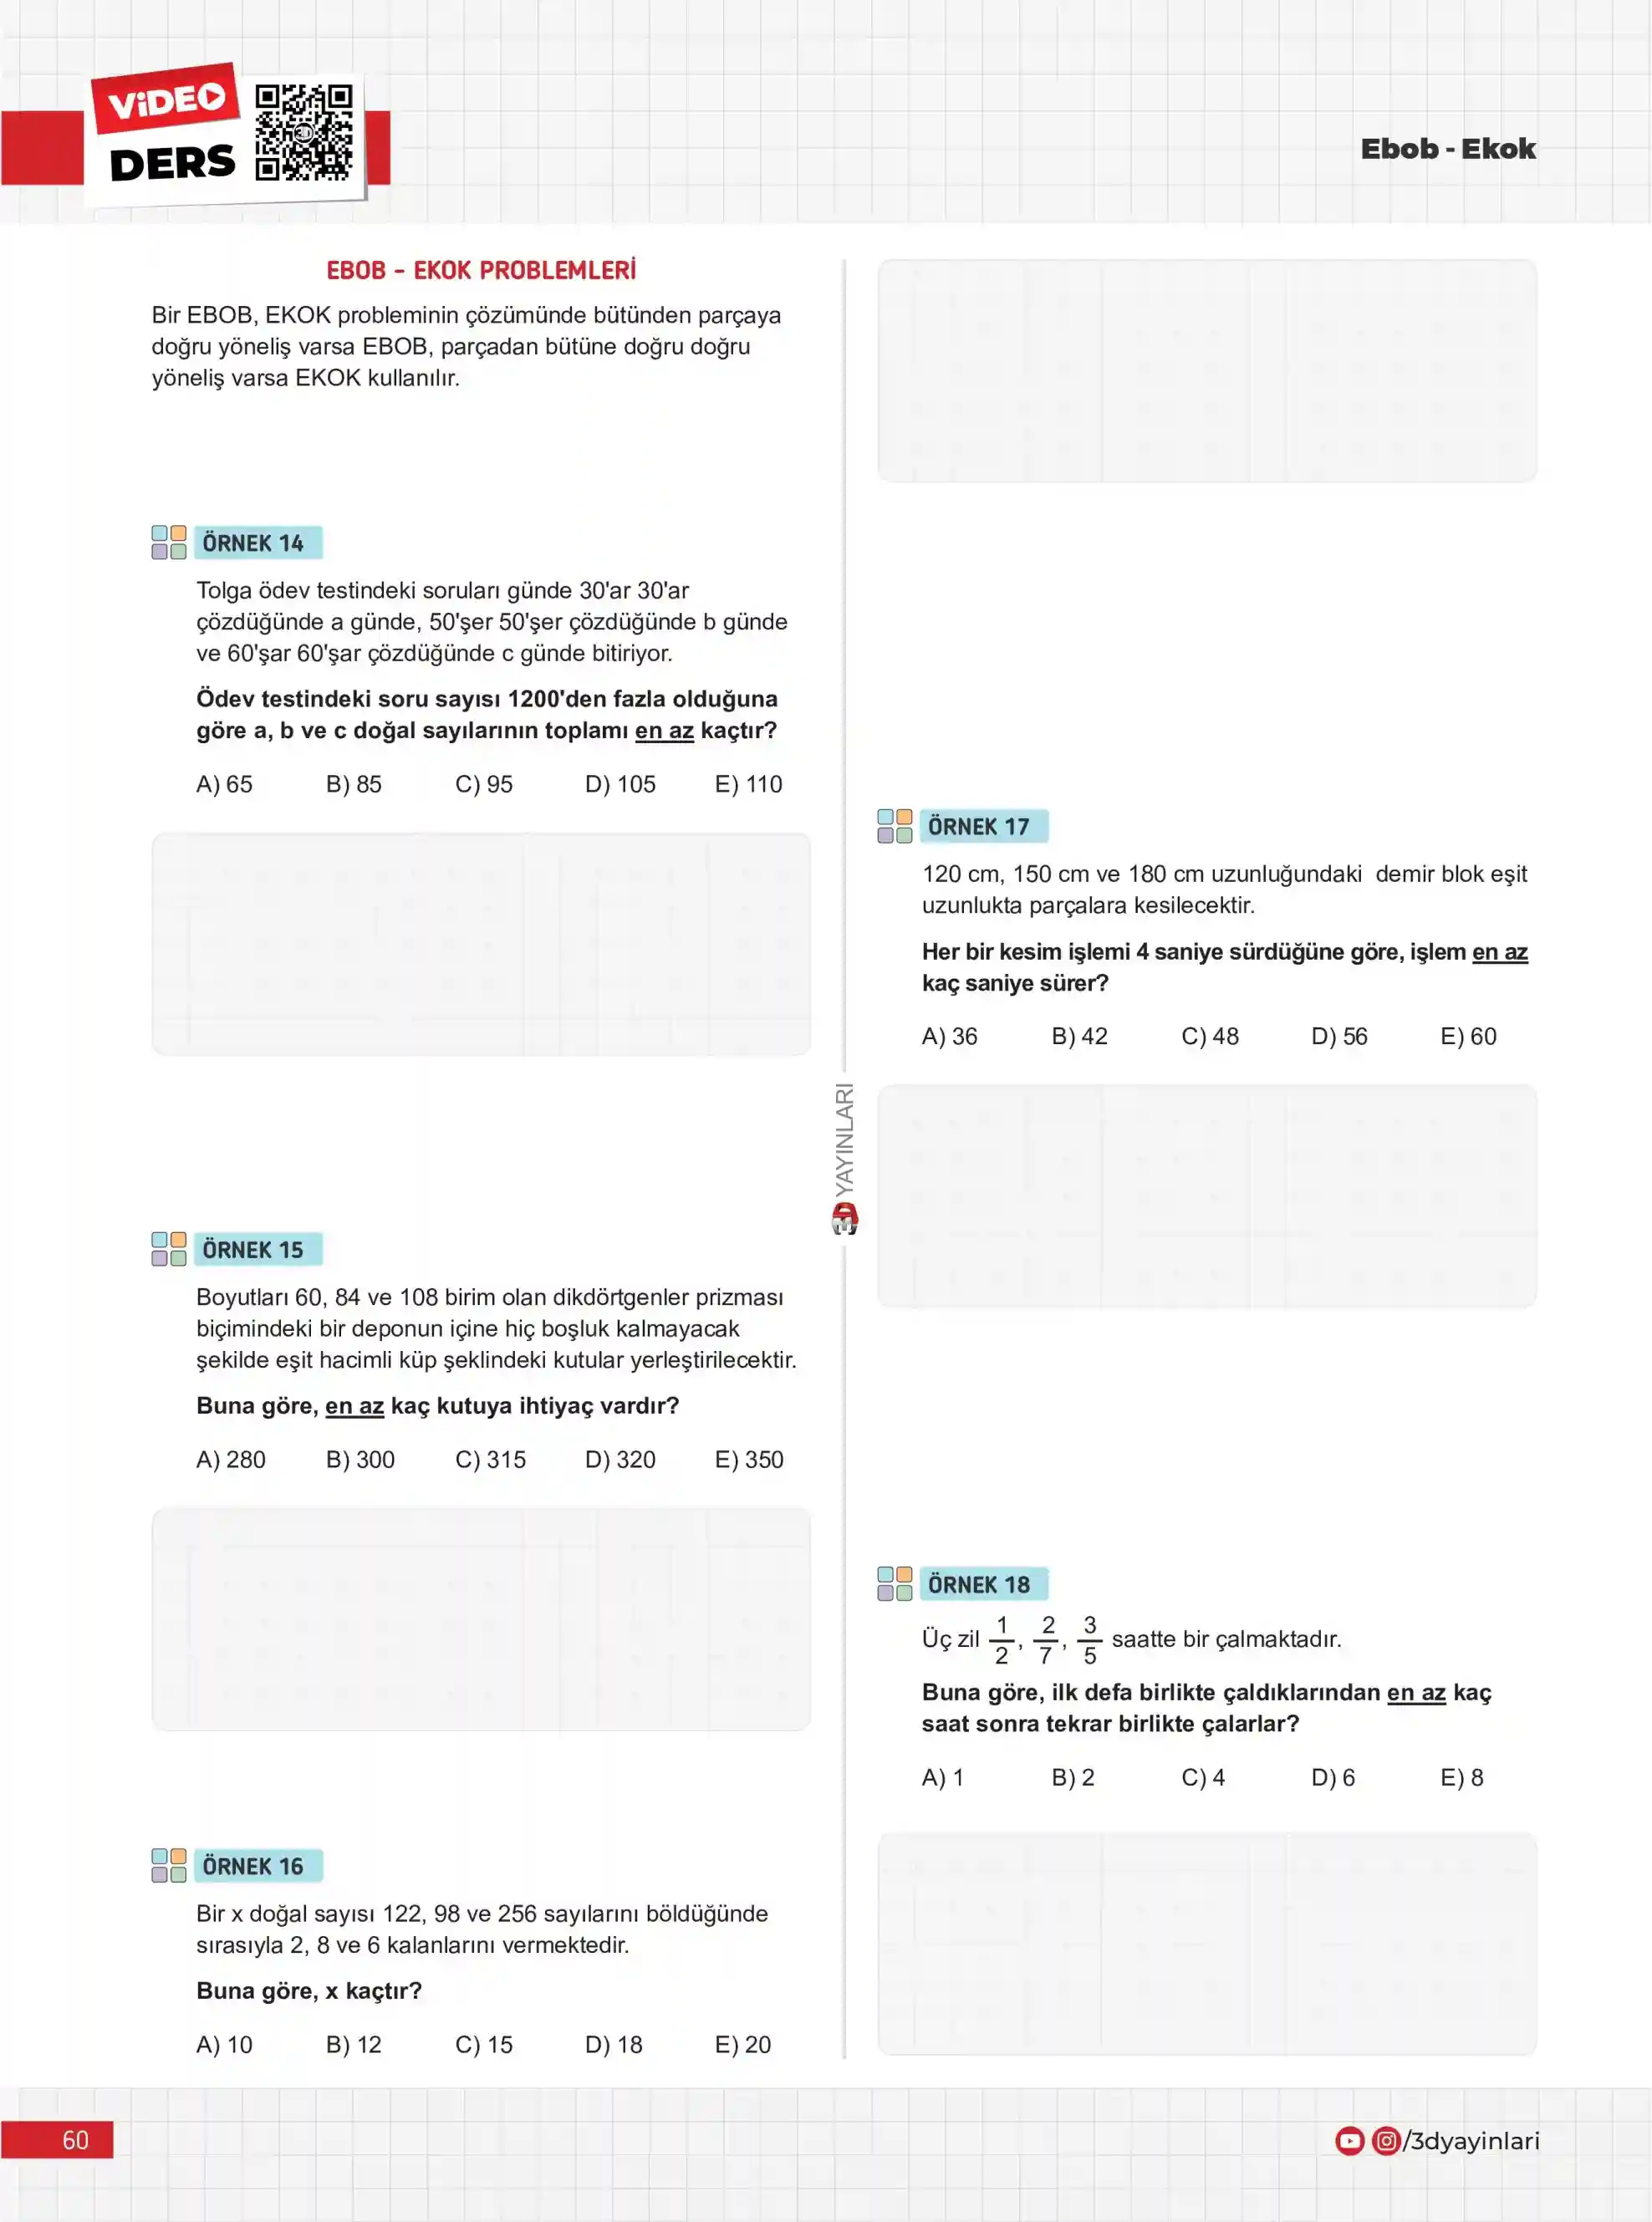 VİDEO
DERS
Ebob - Ekok
EBOB - EKOK PROBLEMLERİ
Bir EBOB, EKOK probleminin çözümünde bütünden parçaya
doğru yöneliş varsa EBOB, parçadan bütüne doğru doğru
yöneliş varsa EKOK kullanılır.
ÖRNEK 14
Tolga ödev testindeki soruları günde 30'ar 30'ar
çözdüğünde a günde, 50'şer 50'şer çözdüğünde b günde
ve 60'şar 60'şar çözdüğünde c günde bitiriyor.
Ödev testindeki soru sayısı 1200'den fazla olduğuna
göre a, b ve c doğal sayılarının toplamı en az kaçtır?
A) 65 B) 85 C) 95 D) 105 E) 110
ÖRNEK 15
Boyutları 60, 84 ve 108 birim olan dikdörtgenler prizması
biçimindeki bir deponun içine hiç boşluk kalmayacak
şekilde eşit hacimli küp şeklindeki kutular yerleştirilecektir.
Buna göre, en az kaç kutuya ihtiyaç vardır?
A) 280 B) 300 C) 315 D) 320 E) 350
ÖRNEK 16
Bir x doğal sayısı 122, 98 ve 256 sayılarını böldüğünde
sırasıyla 2, 8 ve 6 kalanlarını vermektedir.
Buna göre, x kaçtır?
A) 10 B) 12 C) 15 D) 18 E) 20
YAYINLARI
ÖRNEK 17
120 cm, 150 cm ve 180 cm uzunluğundaki demir blok eşit
uzunlukta parçalara kesilecektir.
Her bir kesim işlemi 4 saniye sürdüğüne göre, işlem en az
kaç saniye sürer?
A) 36 B) 42 C) 48 D) 56 E) 60
ÖRNEK 18
Üç zil 1/2, 2/7, 3/5 saatte bir çalmaktadır.
Buna göre, ilk defa birlikte çaldıklarından en az kaç
saat sonra tekrar birlikte çalarlar?
A) 1 B) 2 C) 4 D) 6 E) 8
60
/3dyayinlari